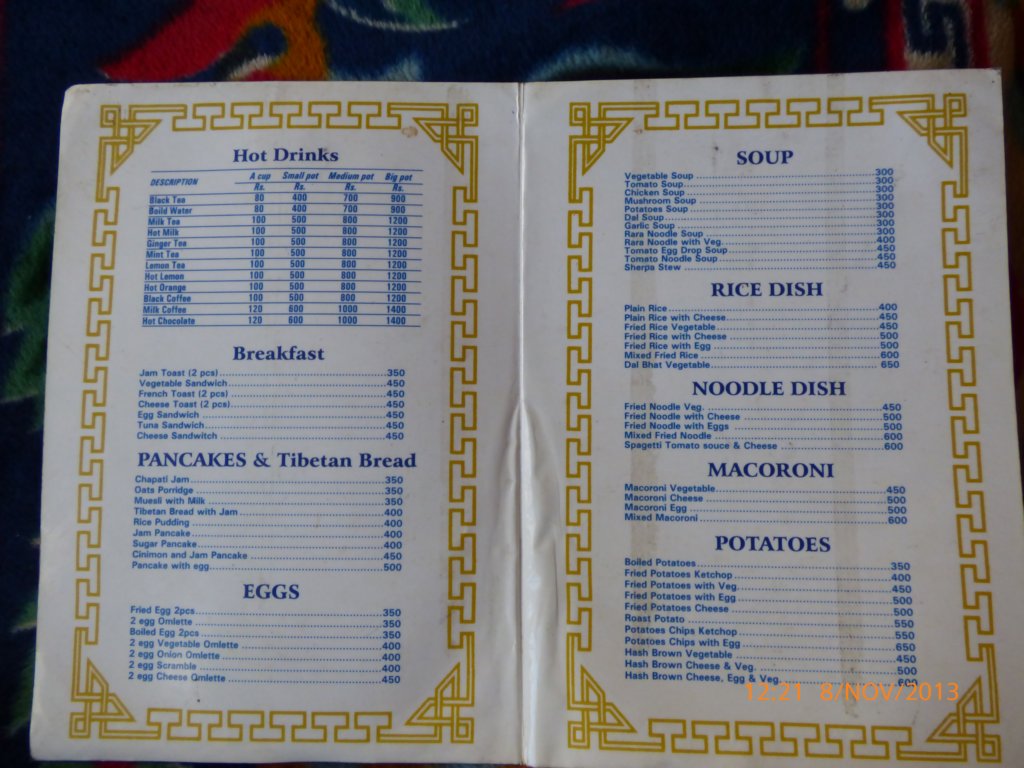 Hot Drinks
DESCRIPTION A cup Small pot Medium pot Big pot
Rs. Rs. Rs. Rs.
Black Tea 80 400 700 900
Boild Water 80 400 700 900
Milk Tea 100 500 800 1200
Hot Milk 100 500 800 1200
Ginger Tea 100 500 800 1200
Mint Tea 100 500 800 1200
Lemon Tea 100 500 800 1200
Hot Lemon 100 500 800 1200
Hot Orange 100 500 800 1200
Black Coffee 100 500 800 1200
Milk Coffee 120 600 1000 1400
Hot Chocolate 120 600 1000 1400
Breakfast
Jam Toast (2 pcs) 350
Vegetable Sandwich 450
French Toast (2 pcs) 450
Cheese Toast (2 pcs) 450
Egg Sandwich 450
Tuna Sandwich 450
Cheese Sandwitch 450
PANCAKES & Tibetan Bread
Chapati Jam 350
Oats Porridge 350
Muesli with Milk 350
Tibetan Bread with Jam 400
Rice Pudding 400
Jam Pancake 400
Sugar Pancake 400
Cinimon and Jam Pancake 450
Pancake with egg 500
EGGS
Fried Egg 2pcs 350
2 egg Omlette 350
Boiled Egg 2pcs 350
2 egg Vegetable Omlette 400
2 egg Onion Omlette 400
2 egg Scramble 400
2 egg Cheese Omlette 450
SOUP
Vegetable Soup 300
Tomato Soup 300
Chicken Soup 300
Mushroom Soup 300
Potatoes Soup 300
Dal Soup 300
Garlic Soup 300
Rara Noodle Soup 300
Rara Noodle with Veg. 400
Tomato Egg Drop Soup 450
Tomato Noodle Soup 450
Sherpa Stew 450
RICE DISH
Plain Rice 400
Plain Rice with Cheese 450
Fried Rice Vegetable 450
Fried Rice with Cheese 500
Fried Rice with Egg 500
Mixed Fried Rice 600
Dal Bhat Vegetable 650
NOODLE DISH
Fried Noodle Veg. 450
Fried Noodle with Cheese 500
Fried Noodle with Eggs 500
Mixed Fried Noodle 600
Spagetti Tomato souce & Cheese 600
MACORONI
Macoroni Vegetable 450
Macoroni Cheese 500
Macoroni Egg 500
Mixed Macoroni 600
POTATOES
Boiled Potatoes 350
Fried Potatoes Ketchop 400
Fried Potatoes with Veg. 450
Fried Potatoes with Egg 500
Fried Potatoes Cheese 500
Roast Potato 550
Potatoes Chips Ketchop 550
Potatoes Chips with Egg 650
Hash Brown Vegetable 450
Hash Brown Cheese & Veg. 500
Hash Brown Cheese, Egg & Veg. 600
12:21 8/NOV/2013